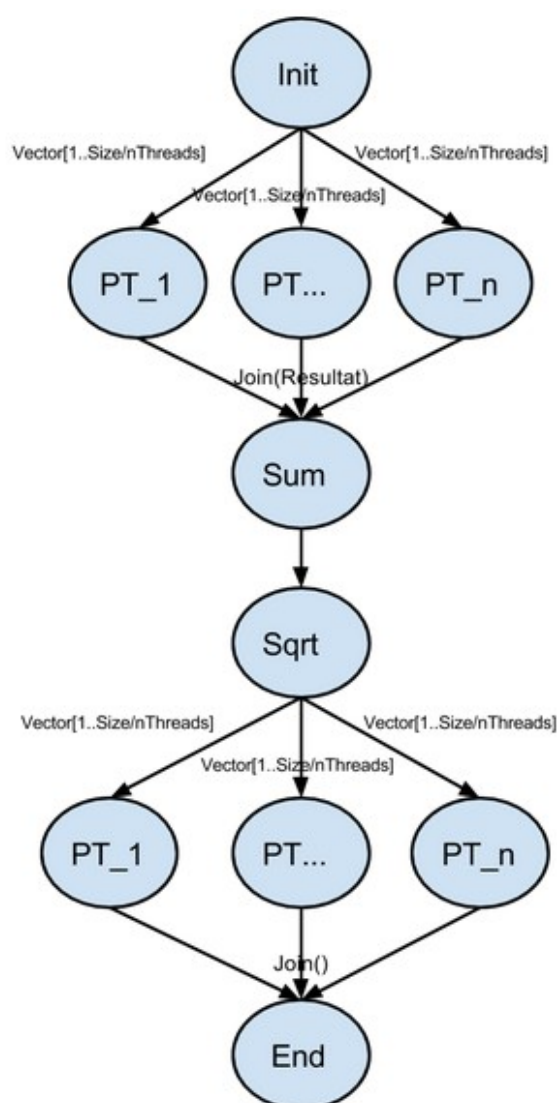 Init
Vector[1..Size/nThreads]
Vector[1..Size/nThreads]
Vector[1..Size/nThreads]
PT_1
PT...
PT_n
Join(Resultat)
Sum
Sqrt
Vector[1..Size/nThreads]
Vector[1..Size/nThreads]
Vector[1..Size/nThreads]
PT_1
PT...
PT_n
Join()
End